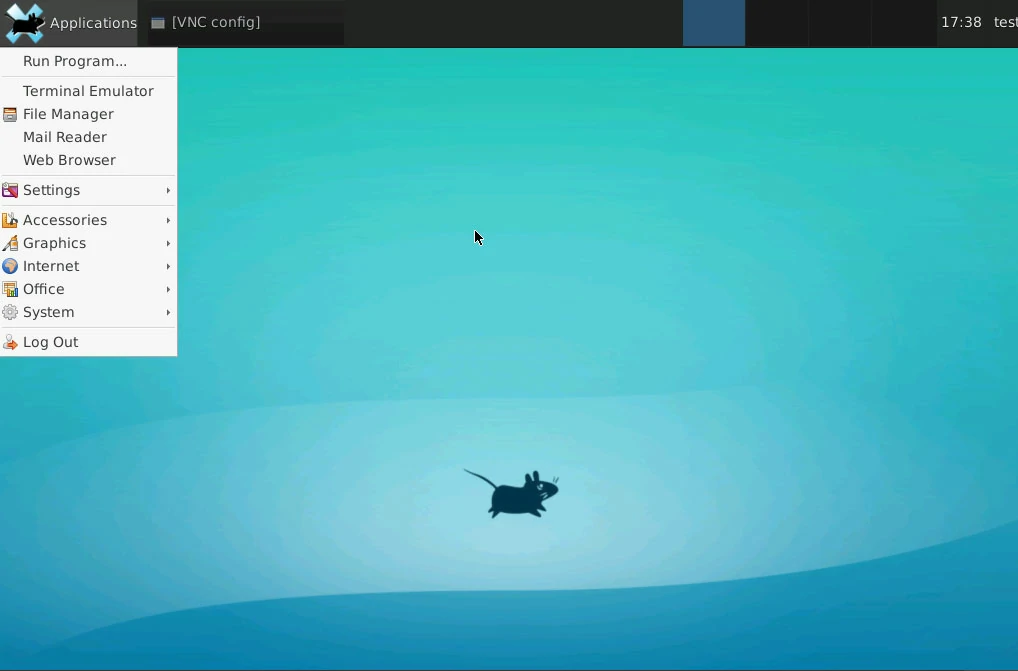 Applications
[VNC config]
17:38
test
Run Program...
Terminal Emulator
File Manager
Mail Reader
Web Browser
Settings
Accessories
Graphics
Internet
Office
System
Log Out